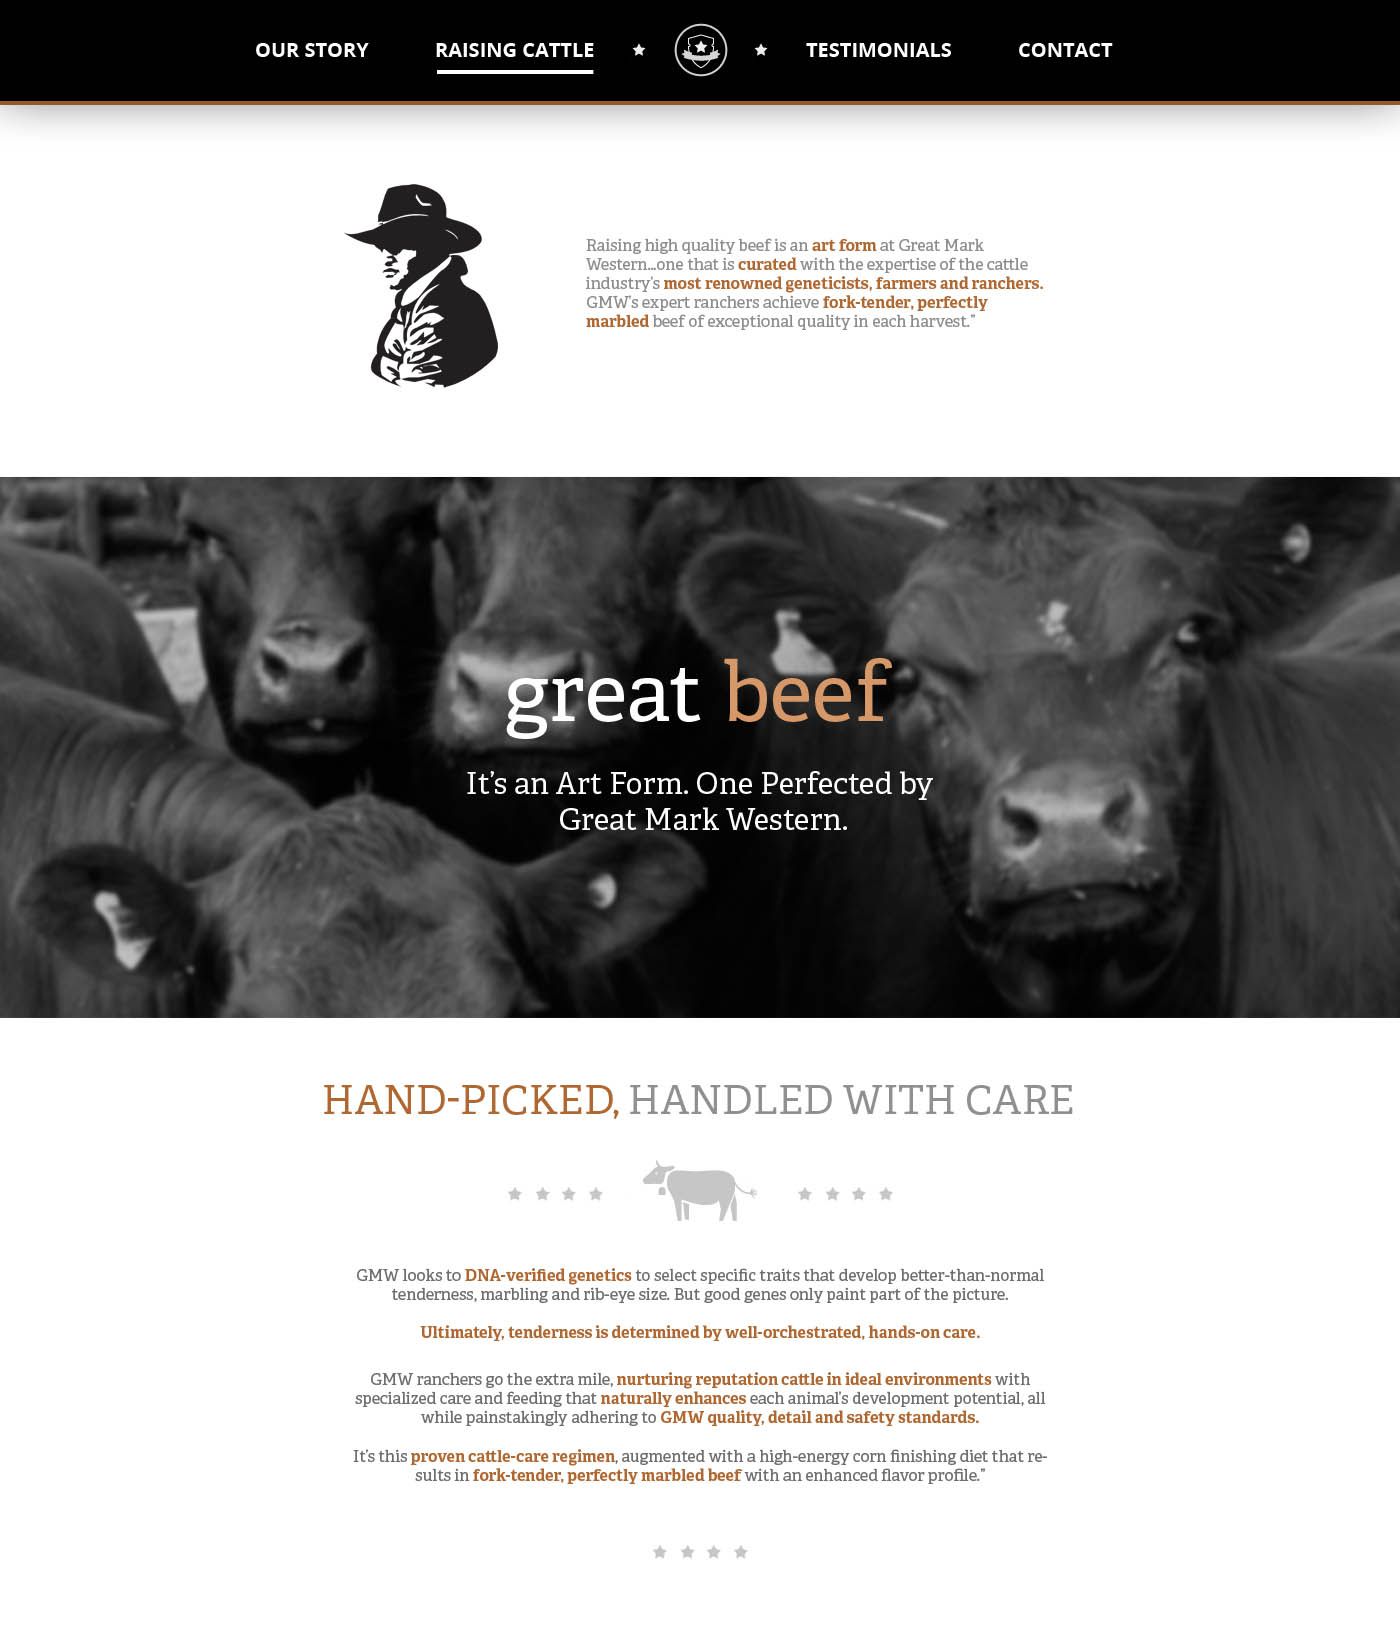 OUR STORY RAISING CATTLE TESTIMONIALS CONTACT
Raising high quality beef is an art form at Great Mark
Western...one that is curated with the expertise of the cattle
industry's most renowned geneticists, farmers and ranchers.
GMW's expert ranchers achieve fork-tender, perfectly
marbled beef of exceptional quality in each harvest."
great beef
It's an Art Form. One Perfected by
Great Mark Western.
HAND-PICKED, HANDLED WITH CARE
GMW looks to DNA-verified genetics to select specific traits that develop better-than-normal
tenderness, marbling and rib-eye size. But good genes only paint part of the picture.
Ultimately, tenderness is determined by well-orchestrated, hands-on care.
GMW ranchers go the extra mile, nurturing reputation cattle in ideal environments with
specialized care and feeding that naturally enhances each animal's development potential, all
while painstakingly adhering to GMW quality, detail and safety standards.
It's this proven cattle-care regimen, augmented with a high-energy corn finishing diet that re-
sults in fork-tender, perfectly marbled beef with an enhanced flavor profile."